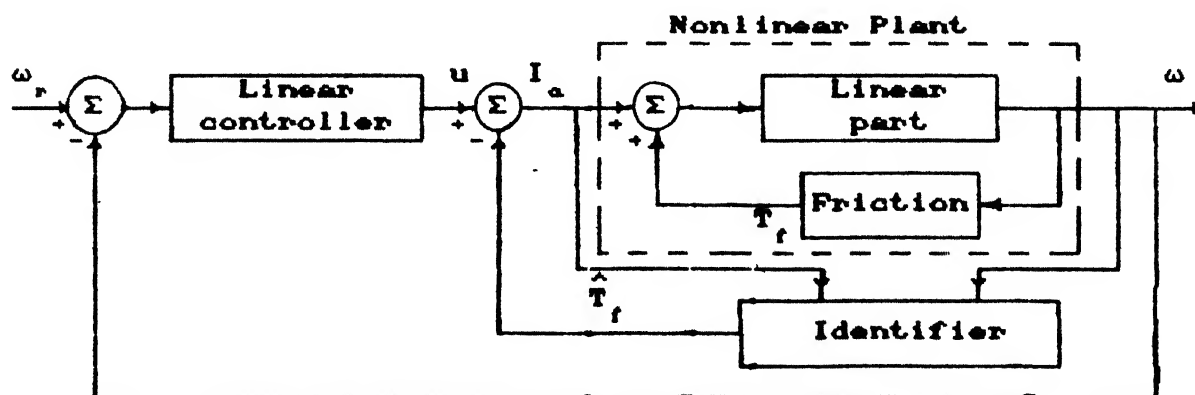 Nonlinear Plant
ω_r
Σ
+
-
Linear
controller
u
Σ
+
-
I_a
Σ
+
+
Linear
part
ω
Friction
T_f
T̂_f
Identifier